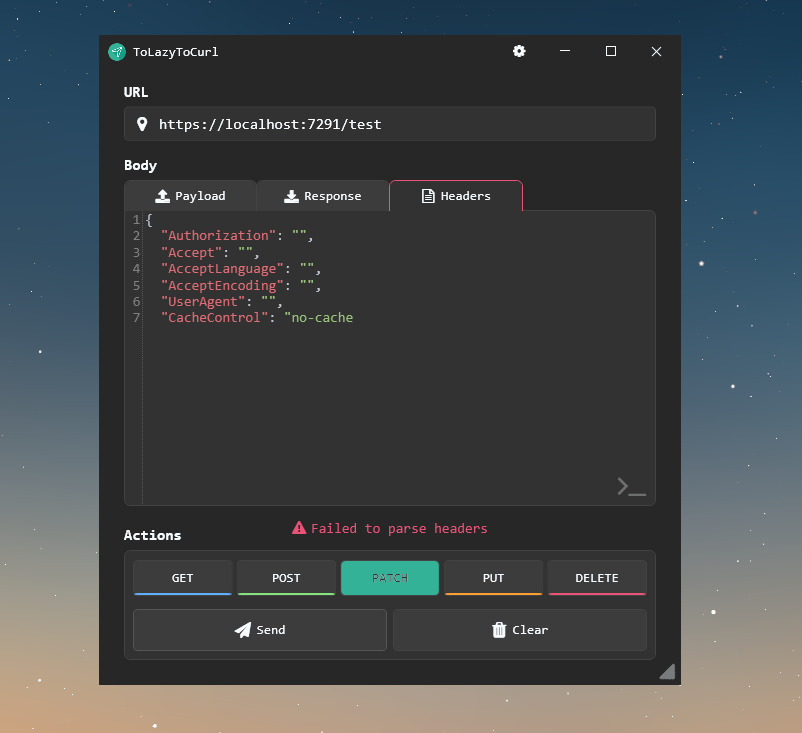 ToLazyToCurl
URL
https://localhost:7291/test
Body
Payload
Response
Headers
1 {
2   "Authorization": "",
3   "Accept": "",
4   "AcceptLanguage": "",
5   "AcceptEncoding": "",
6   "UserAgent": "",
7   "CacheControl": "no-cache
Actions
Failed to parse headers
GET
POST
PATCH
PUT
DELETE
Send
Clear